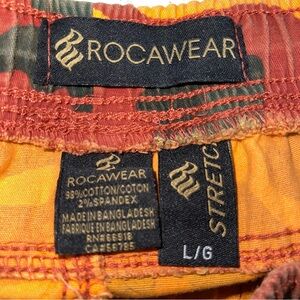 ROCAWEAR
ROCAWEAR
98%COTTON/COTON
2%SPANDEX
MADE IN BANGLADESH
FABRIQUE EN BANGLADESH
STRETCH
L/G